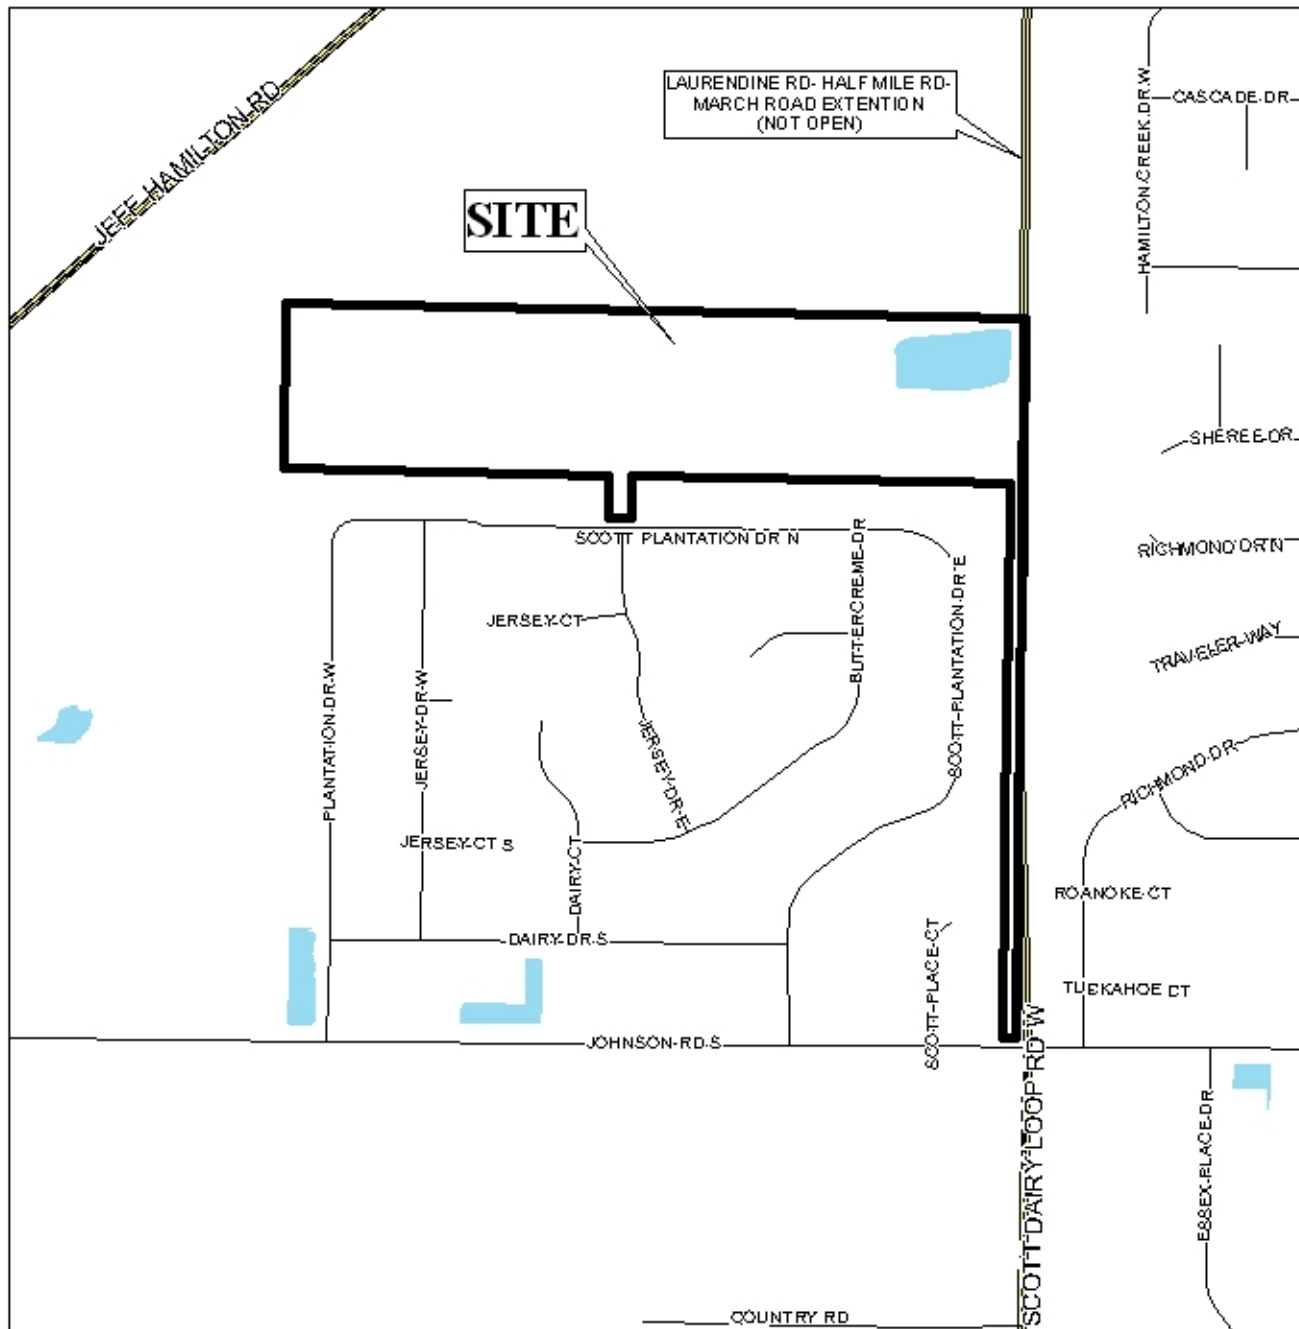 JEFF HAMILTON RD
LAURENDINE RD- HALF MILE RD-
MARCH ROAD EXTENTION
(NOT OPEN)
HAMILTON CREEK DR W
CASCADE DR
SITE
SHEREE DR
RICHMOND DR N
SCOTT PLANTATION DR N
BUTTERCREME DR
SCOTT PLANTATION DR E
JERSEY CT
TRAVELER WAY
PLANTATION DR W
JERSEY DR W
JERSEY DR E
RICHMOND DR
JERSEY CT S
DAIRY CT
ROANOKE CT
DAIRY DR S
SCOTT PLACE CT
TUCKAHOE CT
JOHNSON RD S
SCOTT DAIRY LOOP RD W
ESSEX PLACE DR
COUNTRY RD